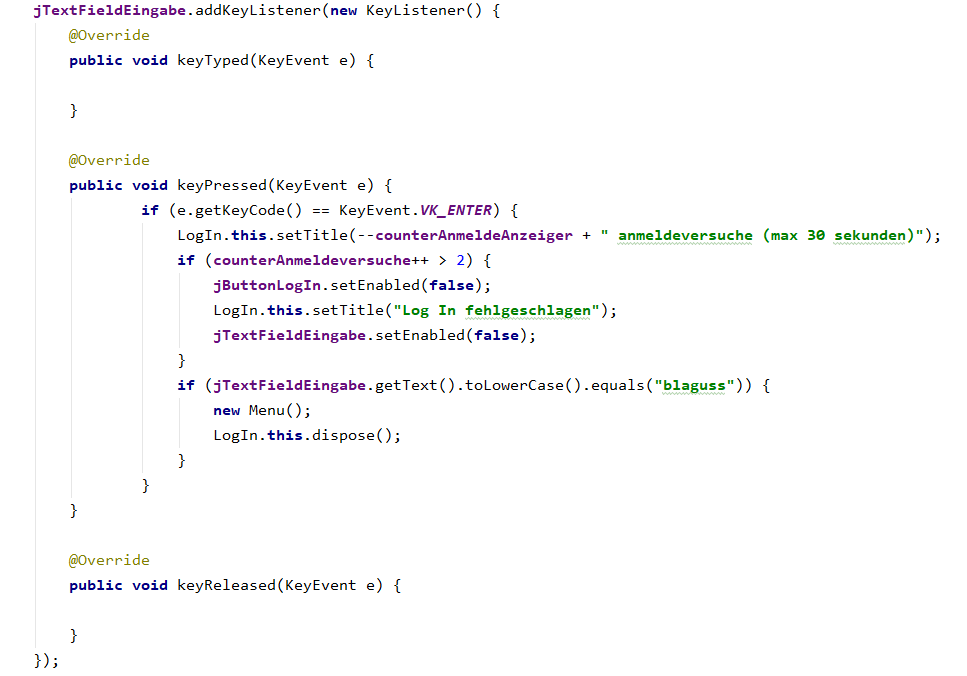 jTextFieldEingabe.addKeyListener(new KeyListener() {
    @Override
    public void keyTyped(KeyEvent e) {

    }

    @Override
    public void keyPressed(KeyEvent e) {
            if (e.getKeyCode() == KeyEvent.VK_ENTER) {
                LogIn.this.setTitle(--counterAnmeldeAnzeiger + " anmeldeversuche (max 30 sekunden)");
                if (counterAnmeldeversuche++ > 2) {
                    jButtonLogIn.setEnabled(false);
                    LogIn.this.setTitle("Log In fehlgeschlagen");
                    jTextFieldEingabe.setEnabled(false);
                }
                if (jTextFieldEingabe.getText().toLowerCase().equals("blaguss")) {
                    new Menu();
                    LogIn.this.dispose();
                }
            }
    }

    @Override
    public void keyReleased(KeyEvent e) {

    }
});